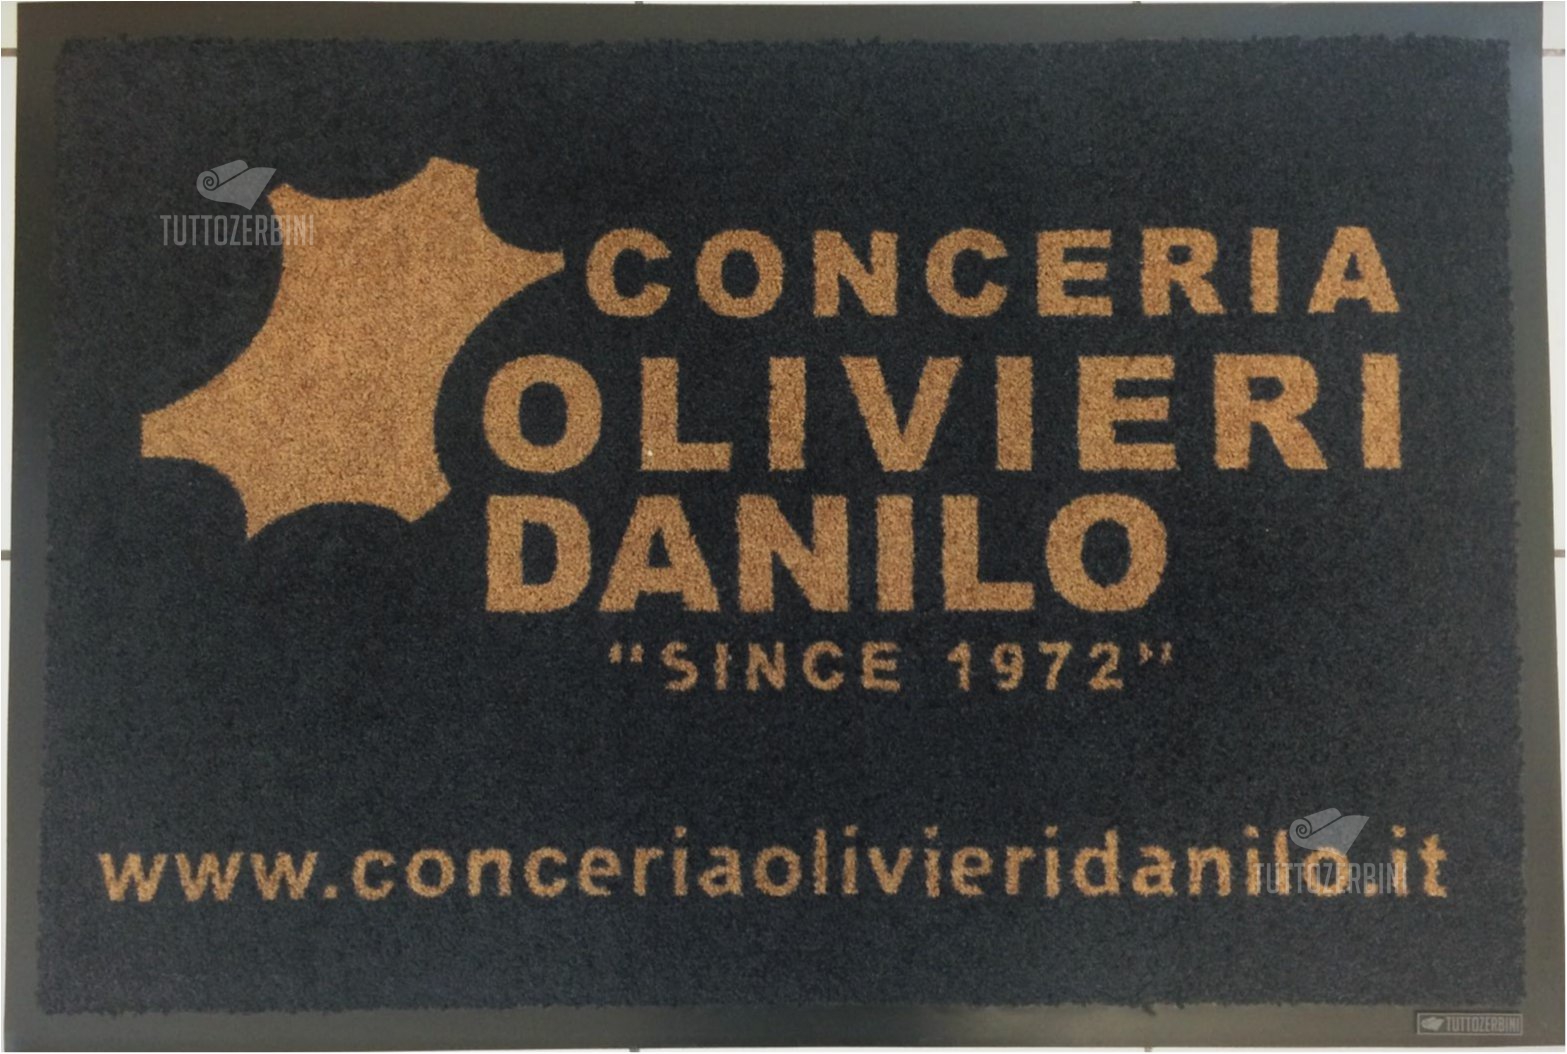 TUTTOZERBINI
CONCERIA
OLIVIERI
DANILO
"SINCE 1972"
www.conceriaolivieridanilo.it
TUTTOZERBINI
TUTTOZERBINI